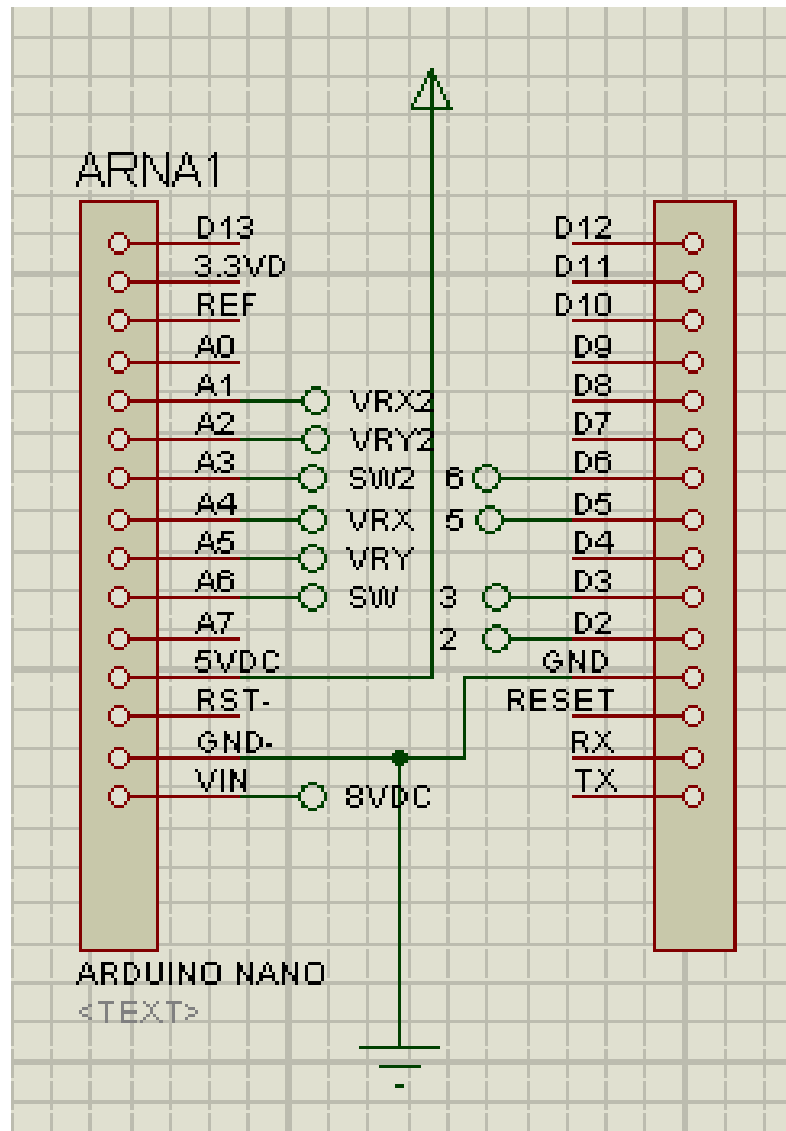 ARNA1
D13 D12
3.3VD D11
REF D10
A0 D9
A1 VRX2 D8
A2 VRY2 D7
A3 SW2 6 D6
A4 VRX 5 D5
A5 VRY D4
A6 SW 3 D3
A7 2 D2
5VDC GND
RST- RESET
GND- RX
VIN 8VDC TX
ARDUINO NANO
<TEXT>